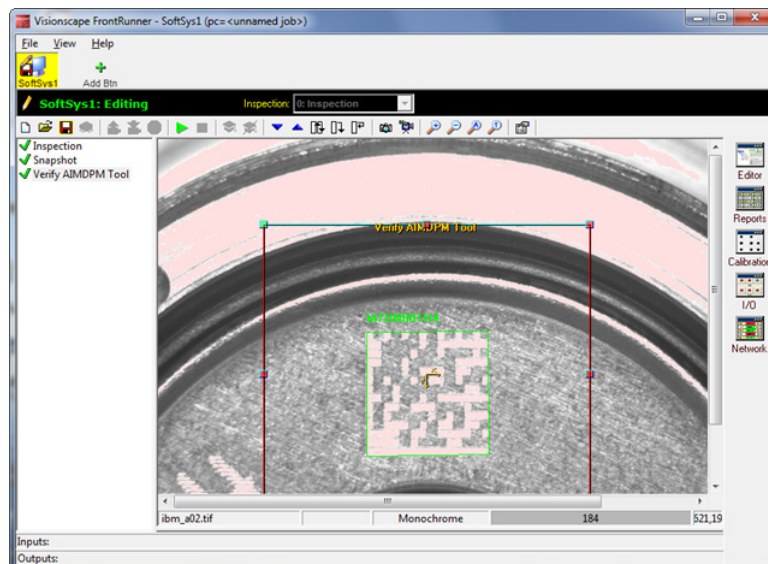 Visionscape FrontRunner - SoftSys1 (pc=<unnamed job>)
File View Help
SoftSys1 Add Btn
SoftSys1: Editing Inspection: 0: Inspection
Inspection
Snapshot
Verify AIMDPM Tool
Verify AIMDPM Tool
Editor
Reports
Calibration
I/O
Network
ibm_a02.tif Monochrome 184 521,19
Inputs:
Outputs: